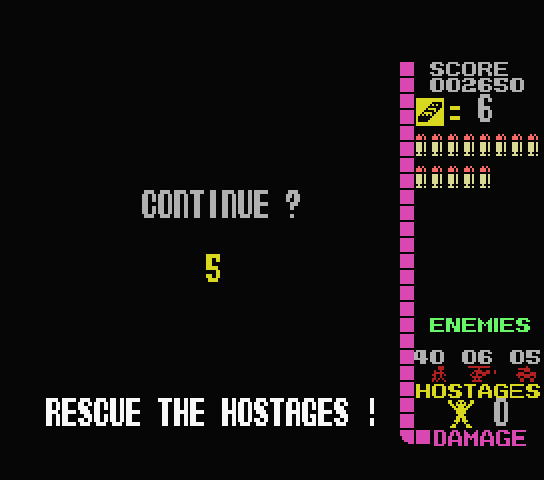 SCORE
002650
= 6
CONTINUE ?
5
ENEMIES
40 06 05
HOSTAGES
0
RESCUE THE HOSTAGES !
DAMAGE